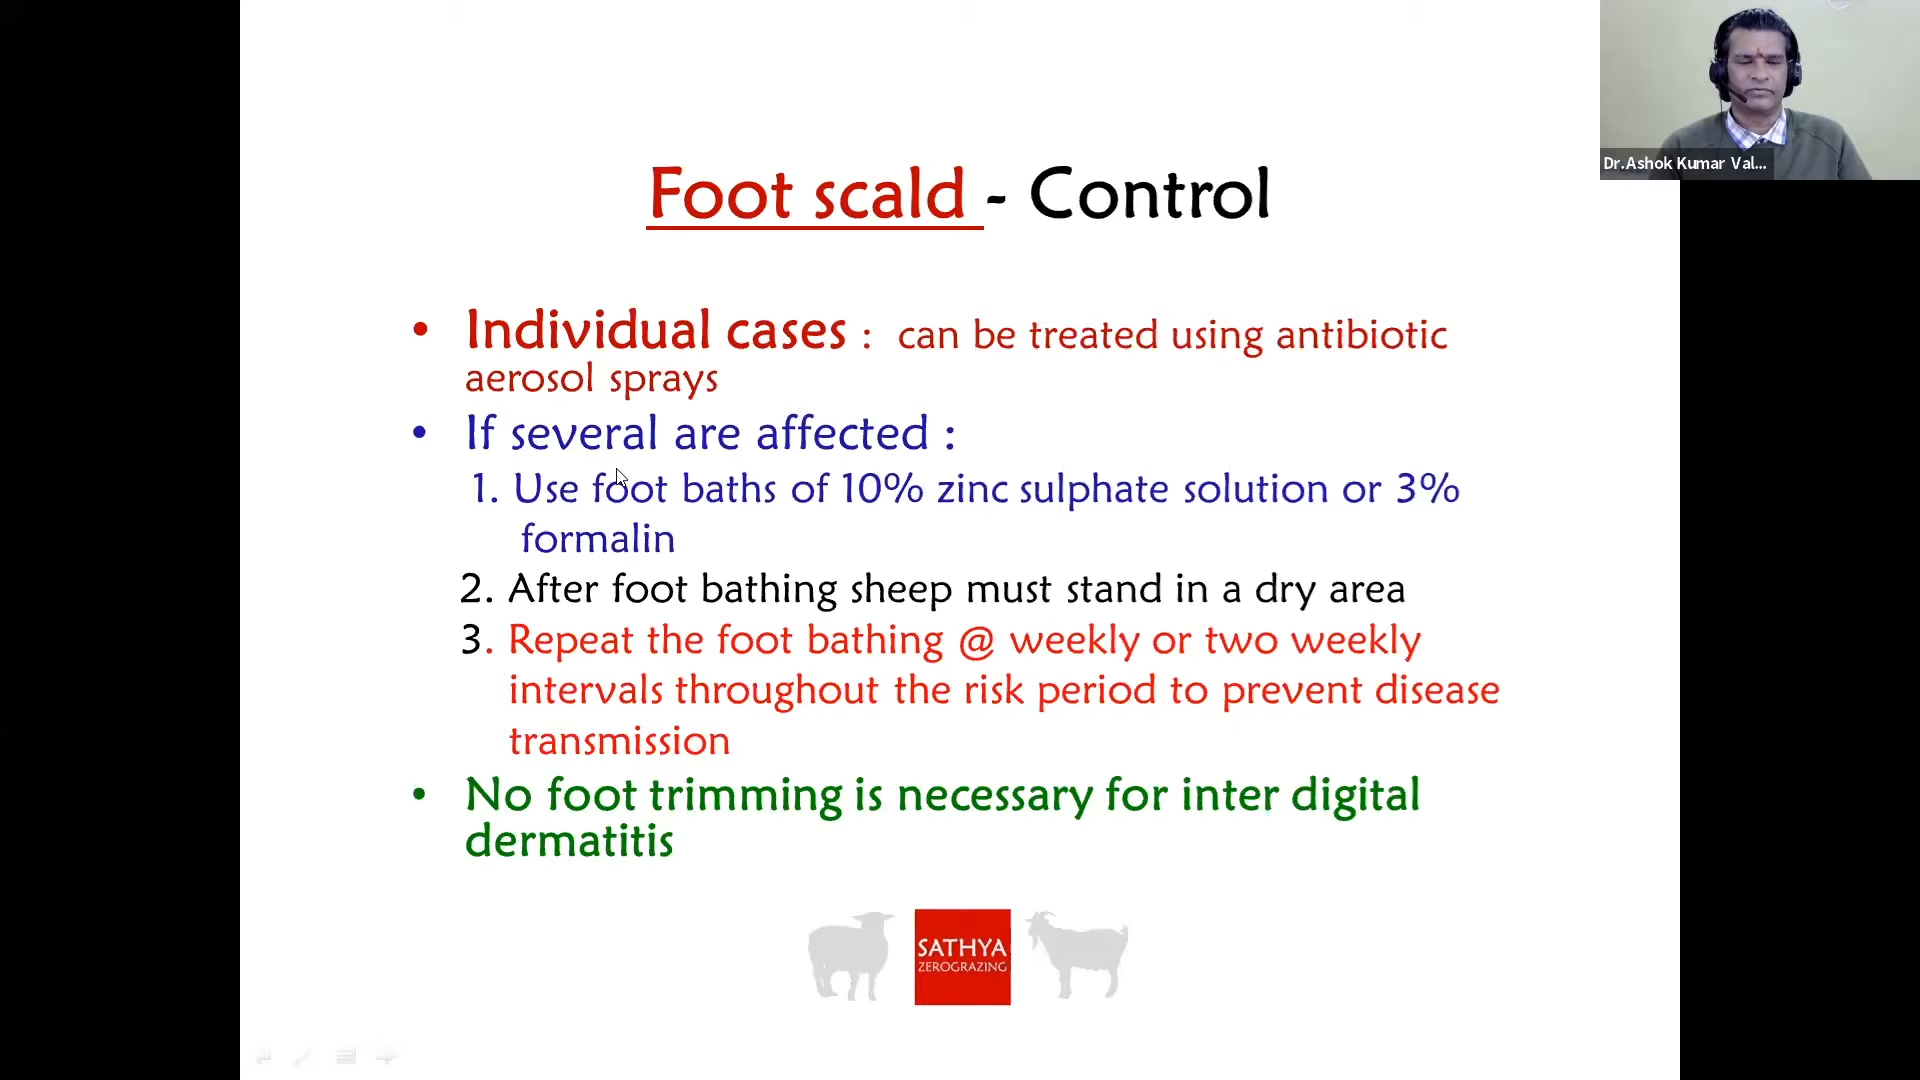 Dr.Ashok Kumar Val...
Foot scald - Control
• Individual cases : can be treated using antibiotic
aerosol sprays
• If several are affected :
1. Use foot baths of 10% zinc sulphate solution or 3%
formalin
2. After foot bathing sheep must stand in a dry area
3. Repeat the foot bathing @ weekly or two weekly
intervals throughout the risk period to prevent disease
transmission
• No foot trimming is necessary for inter digital
dermatitis
SATHYA
ZEROGRAZING